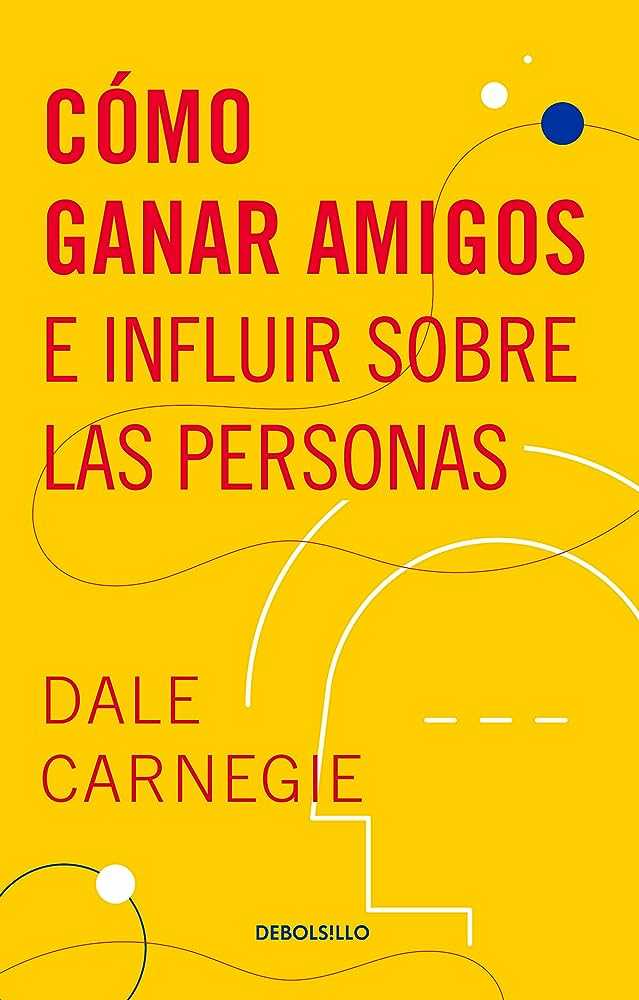 CÓMO
GANAR AMIGOS
E INFLUIR SOBRE
LAS PERSONAS
DALE
CARNEGIE
DEBOLS!LLO